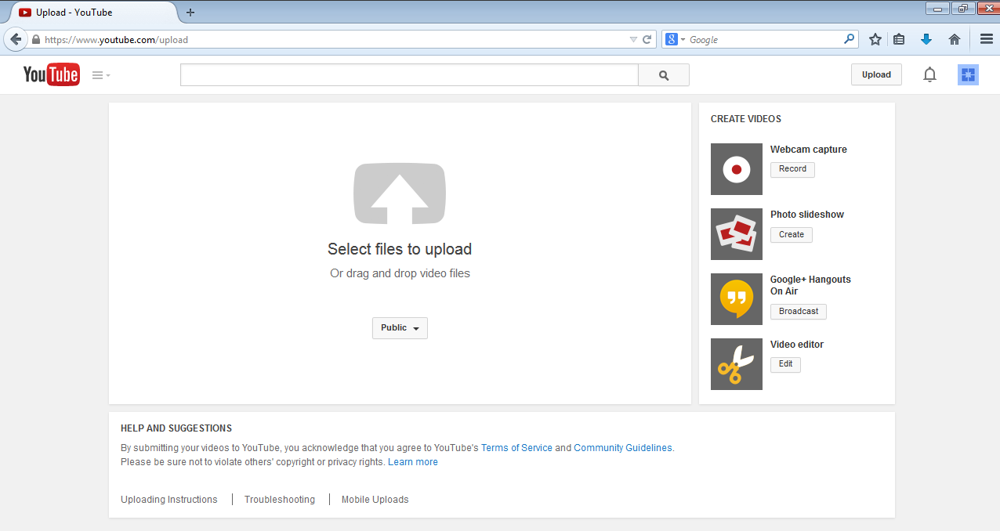 Upload - YouTube
https://www.youtube.com/upload
Google
YouTube
Upload
Select files to upload
Or drag and drop video files
Public
CREATE VIDEOS
Webcam capture
Record
Photo slideshow
Create
Google+ Hangouts
On Air
Broadcast
Video editor
Edit
HELP AND SUGGESTIONS
By submitting your videos to YouTube, you acknowledge that you agree to YouTube's Terms of Service and Community Guidelines.
Please be sure not to violate others' copyright or privacy rights. Learn more
Uploading Instructions | Troubleshooting | Mobile Uploads